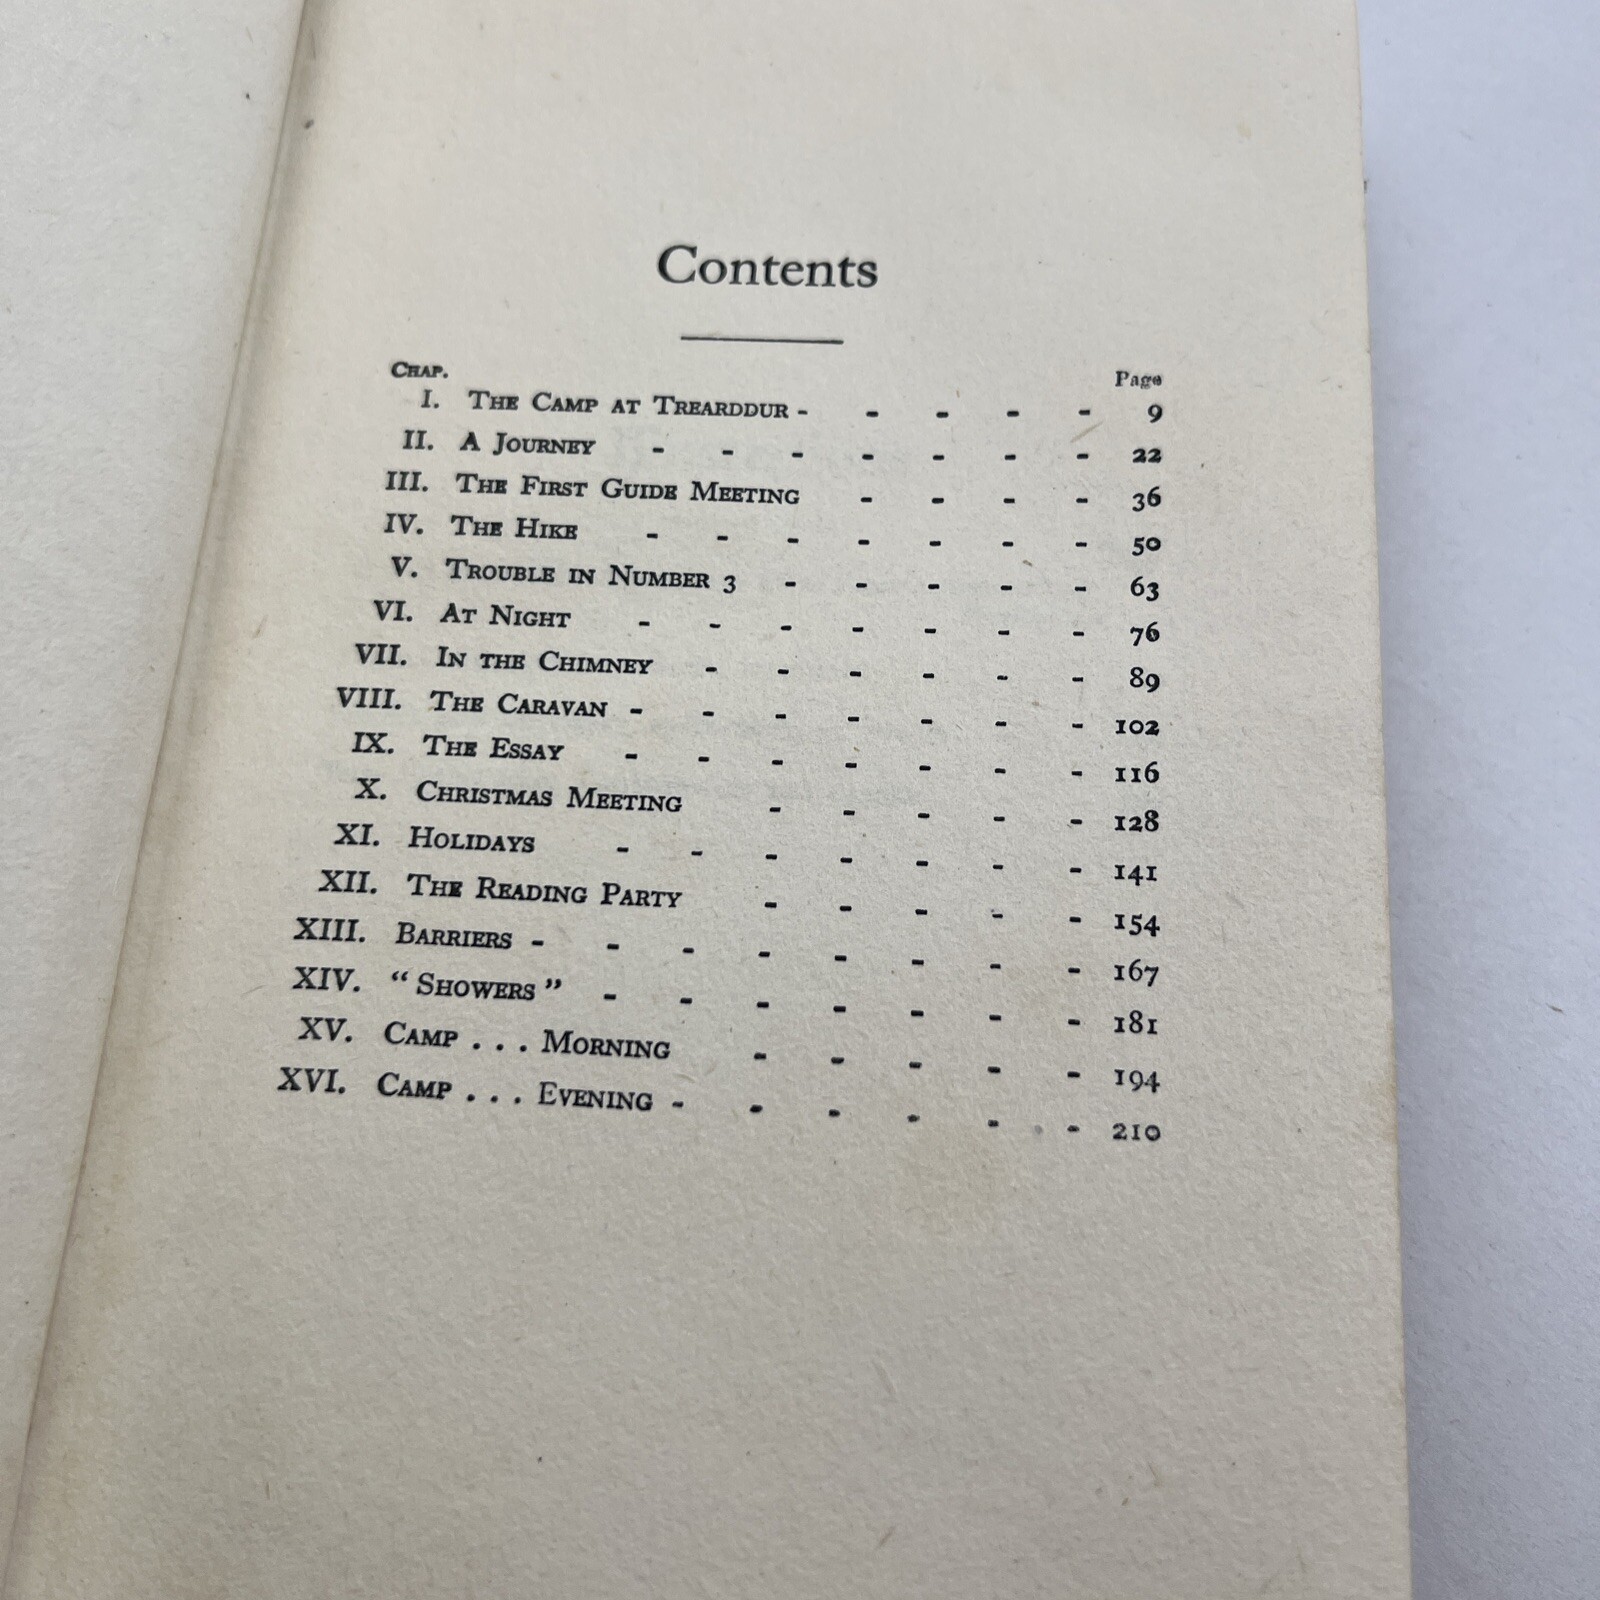 Contents
Chap. Page
I. The Camp at Trearddur - - - - - 9
II. A Journey - - - - - - - 22
III. The First Guide Meeting - - - - 36
IV. The Hike - - - - - - - 50
V. Trouble in Number 3 - - - - - 63
VI. At Night - - - - - - - 76
VII. In the Chimney - - - - - - 89
VIII. The Caravan - - - - - - - 102
IX. The Essay - - - - - - - 116
X. Christmas Meeting - - - - - 128
XI. Holidays - - - - - - - 141
XII. The Reading Party - - - - - 154
XIII. Barriers - - - - - - - - 167
XIV. "Showers" - - - - - - - 181
XV. Camp . . . Morning - - - - - 194
XVI. Camp . . . Evening - - - - - - 210